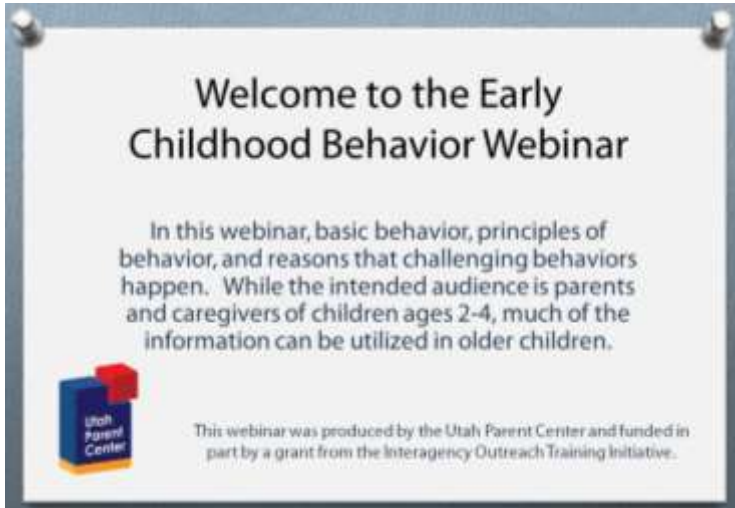 Welcome to the Early
Childhood Behavior Webinar
In this webinar, basic behavior, principles of
behavior, and reasons that challenging behaviors
happen.  While the intended audience is parents
and caregivers of children ages 2-4, much of the
information can be utilized in older children.
Utah
Parent
Center
This webinar was produced by the Utah Parent Center and funded in
part by a grant from the Interagency Outreach Training Initiative.